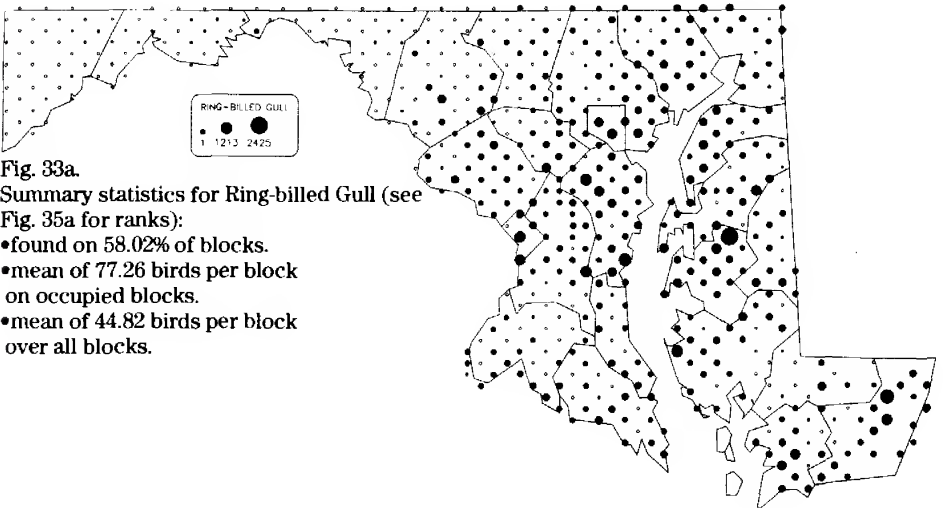 RING-BILLED GULL
1 1213 2425
Fig. 33a.
Summary statistics for Ring-billed Gull (see
Fig. 35a for ranks):
•found on 58.02% of blocks.
•mean of 77.26 birds per block
on occupied blocks.
•mean of 44.82 birds per block
over all blocks.